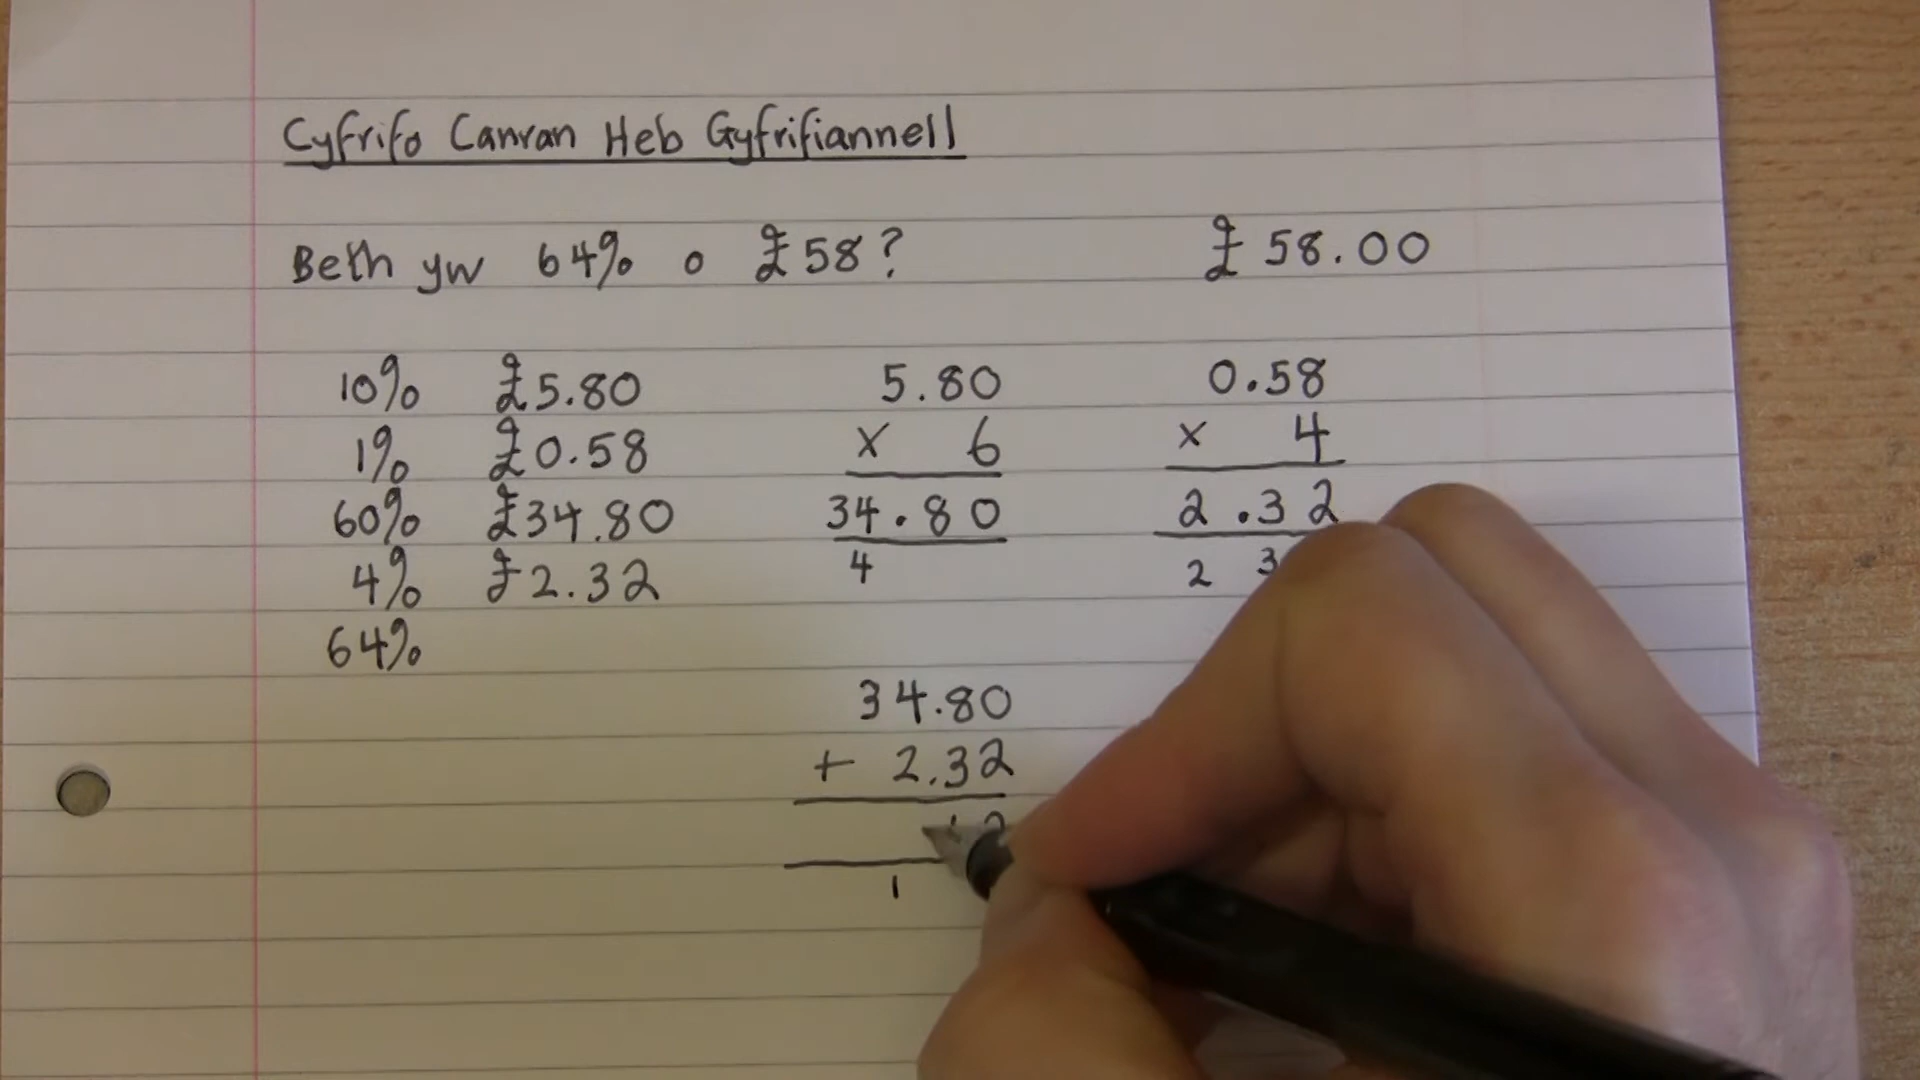 Cyfrifo Canran Heb Gyfrifiannell
Beth yw 64% o £58? £58.00
10% £5.80 5.80 0.58
1% £0.58 x 6 x 4
60% £34.80 34.80 2.32
4% £2.32 4 2 3
64%
34.80
+ 2.32
1